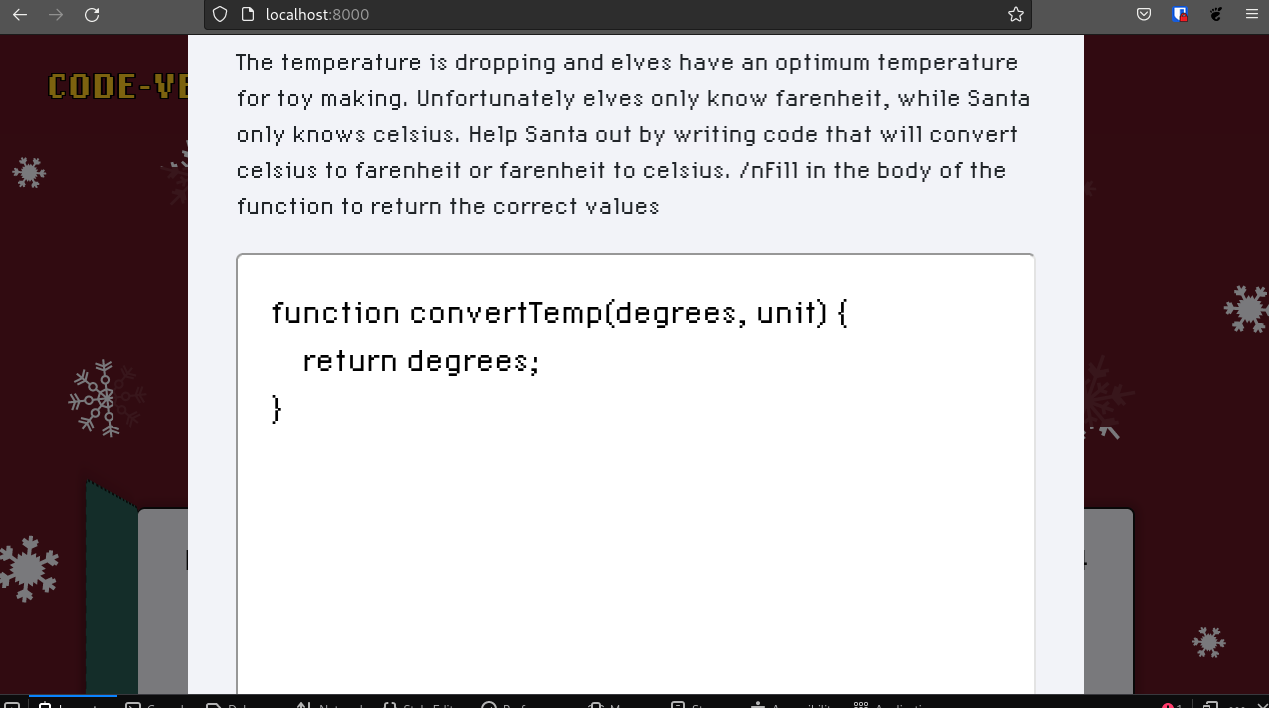 localhost:8000
CODE-VE
The temperature is dropping and elves have an optimum temperature
for toy making. Unfortunately elves only know farenheit, while Santa
only knows celsius. Help Santa out by writing code that will convert
celsius to farenheit or farenheit to celsius. /nFill in the body of the
function to return the correct values
function convertTemp(degrees, unit) {
return degrees;
}